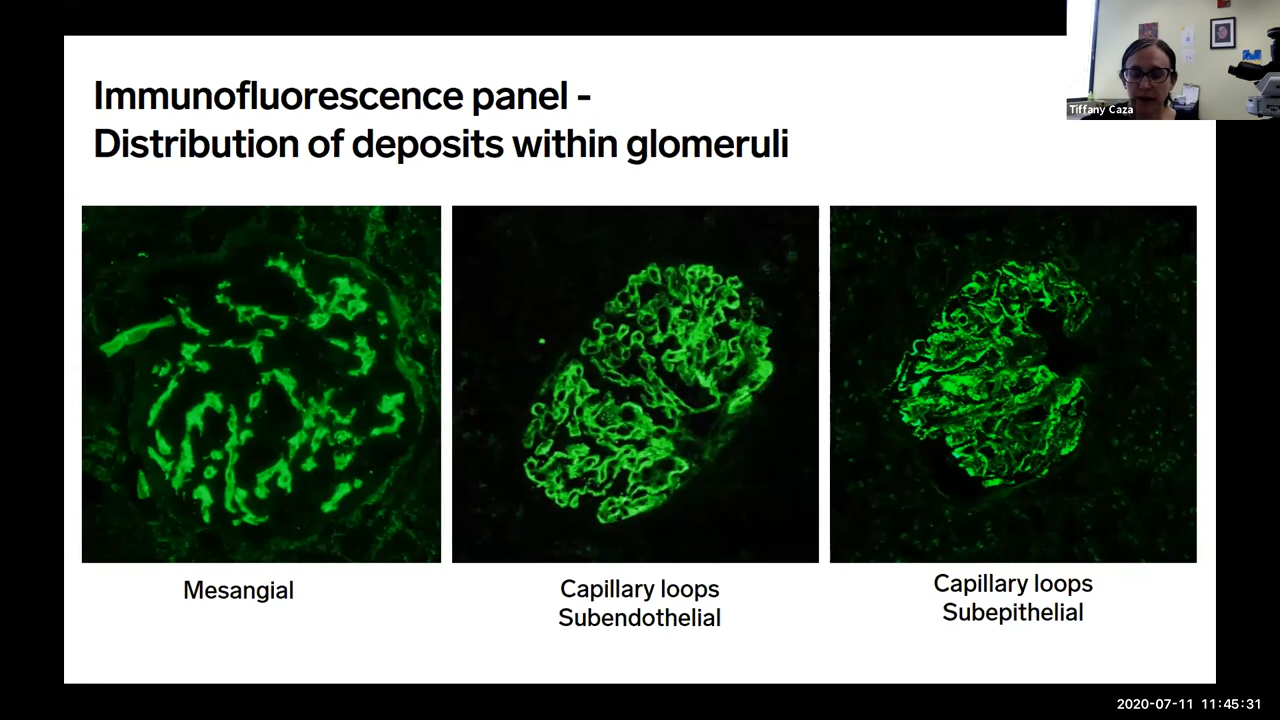 Immunofluorescence panel -
Distribution of deposits within glomeruli
Tiffany Caza
Mesangial
Capillary loops
Subendothelial
Capillary loops
Subepithelial
2020-07-11 11:45:31